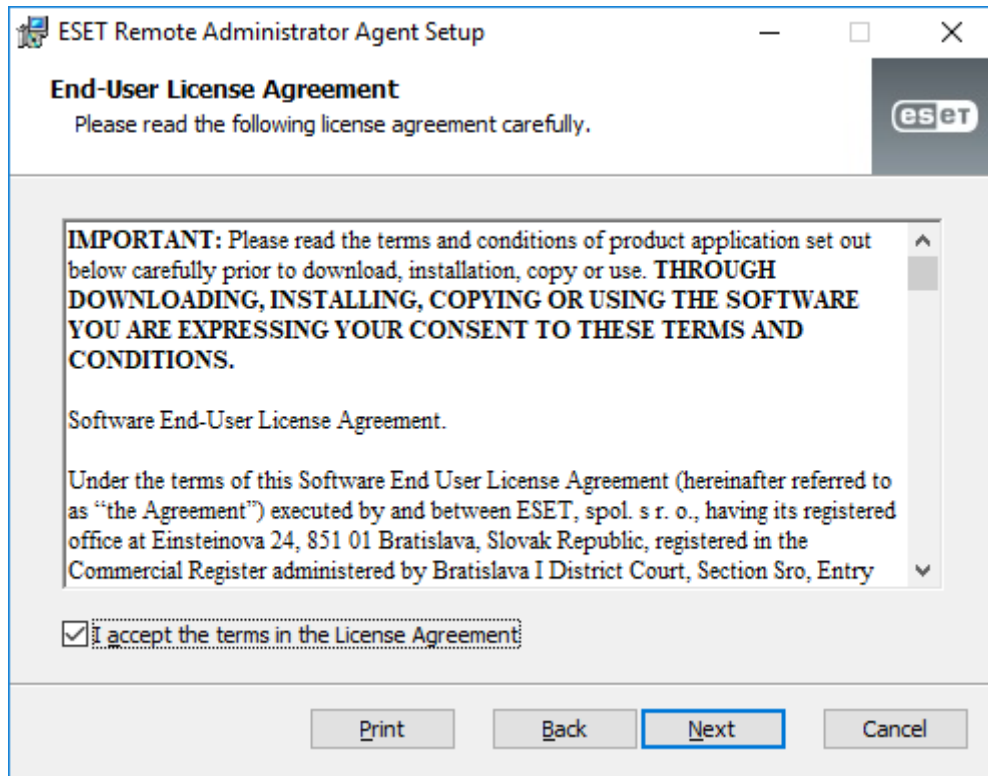 ESET Remote Administrator Agent Setup
End-User License Agreement
Please read the following license agreement carefully.
eset
IMPORTANT: Please read the terms and conditions of product application set out
below carefully prior to download, installation, copy or use. THROUGH
DOWNLOADING, INSTALLING, COPYING OR USING THE SOFTWARE
YOU ARE EXPRESSING YOUR CONSENT TO THESE TERMS AND
CONDITIONS.
Software End-User License Agreement.
Under the terms of this Software End User License Agreement (hereinafter referred to
as “the Agreement”) executed by and between ESET, spol. s r. o., having its registered
office at Einsteinova 24, 851 01 Bratislava, Slovak Republic, registered in the
Commercial Register administered by Bratislava I District Court, Section Sro, Entry
I accept the terms in the License Agreement
Print Back Next Cancel